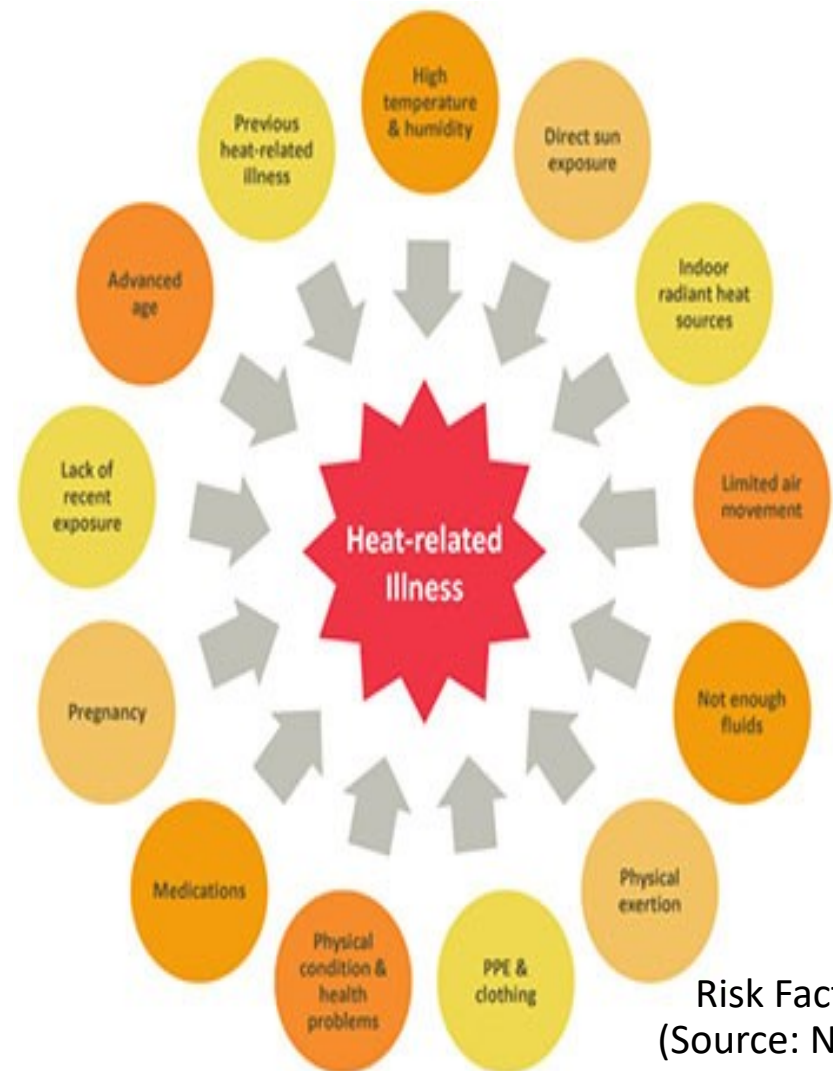 High
temperature
& humidity
Direct sun
exposure
Indoor
radiant heat
sources
Limited air
movement
Not enough
fluids
Physical
exertion
PPE &
clothing
Physical
condition &
health
problems
Medications
Pregnancy
Lack of
recent
exposure
Advanced
age
Previous
heat-related
illness
Heat-related
Illness
Risk
(Source: